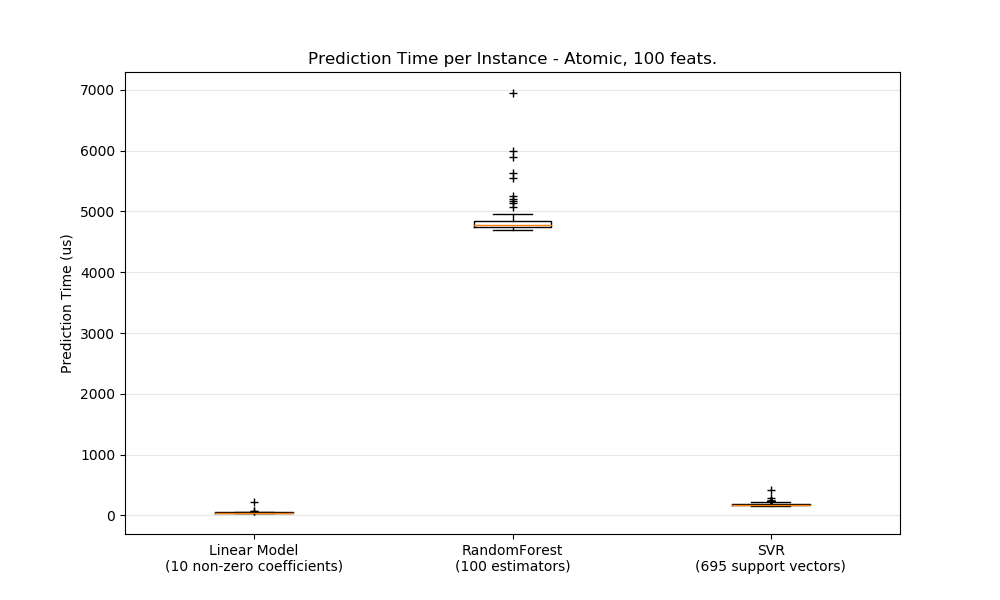 Prediction Time per Instance - Atomic, 100 feats.
7000
6000
5000
4000
3000
2000
1000
0
Prediction Time (us)
Linear Model
(10 non-zero coefficients)
RandomForest
(100 estimators)
SVR
(695 support vectors)